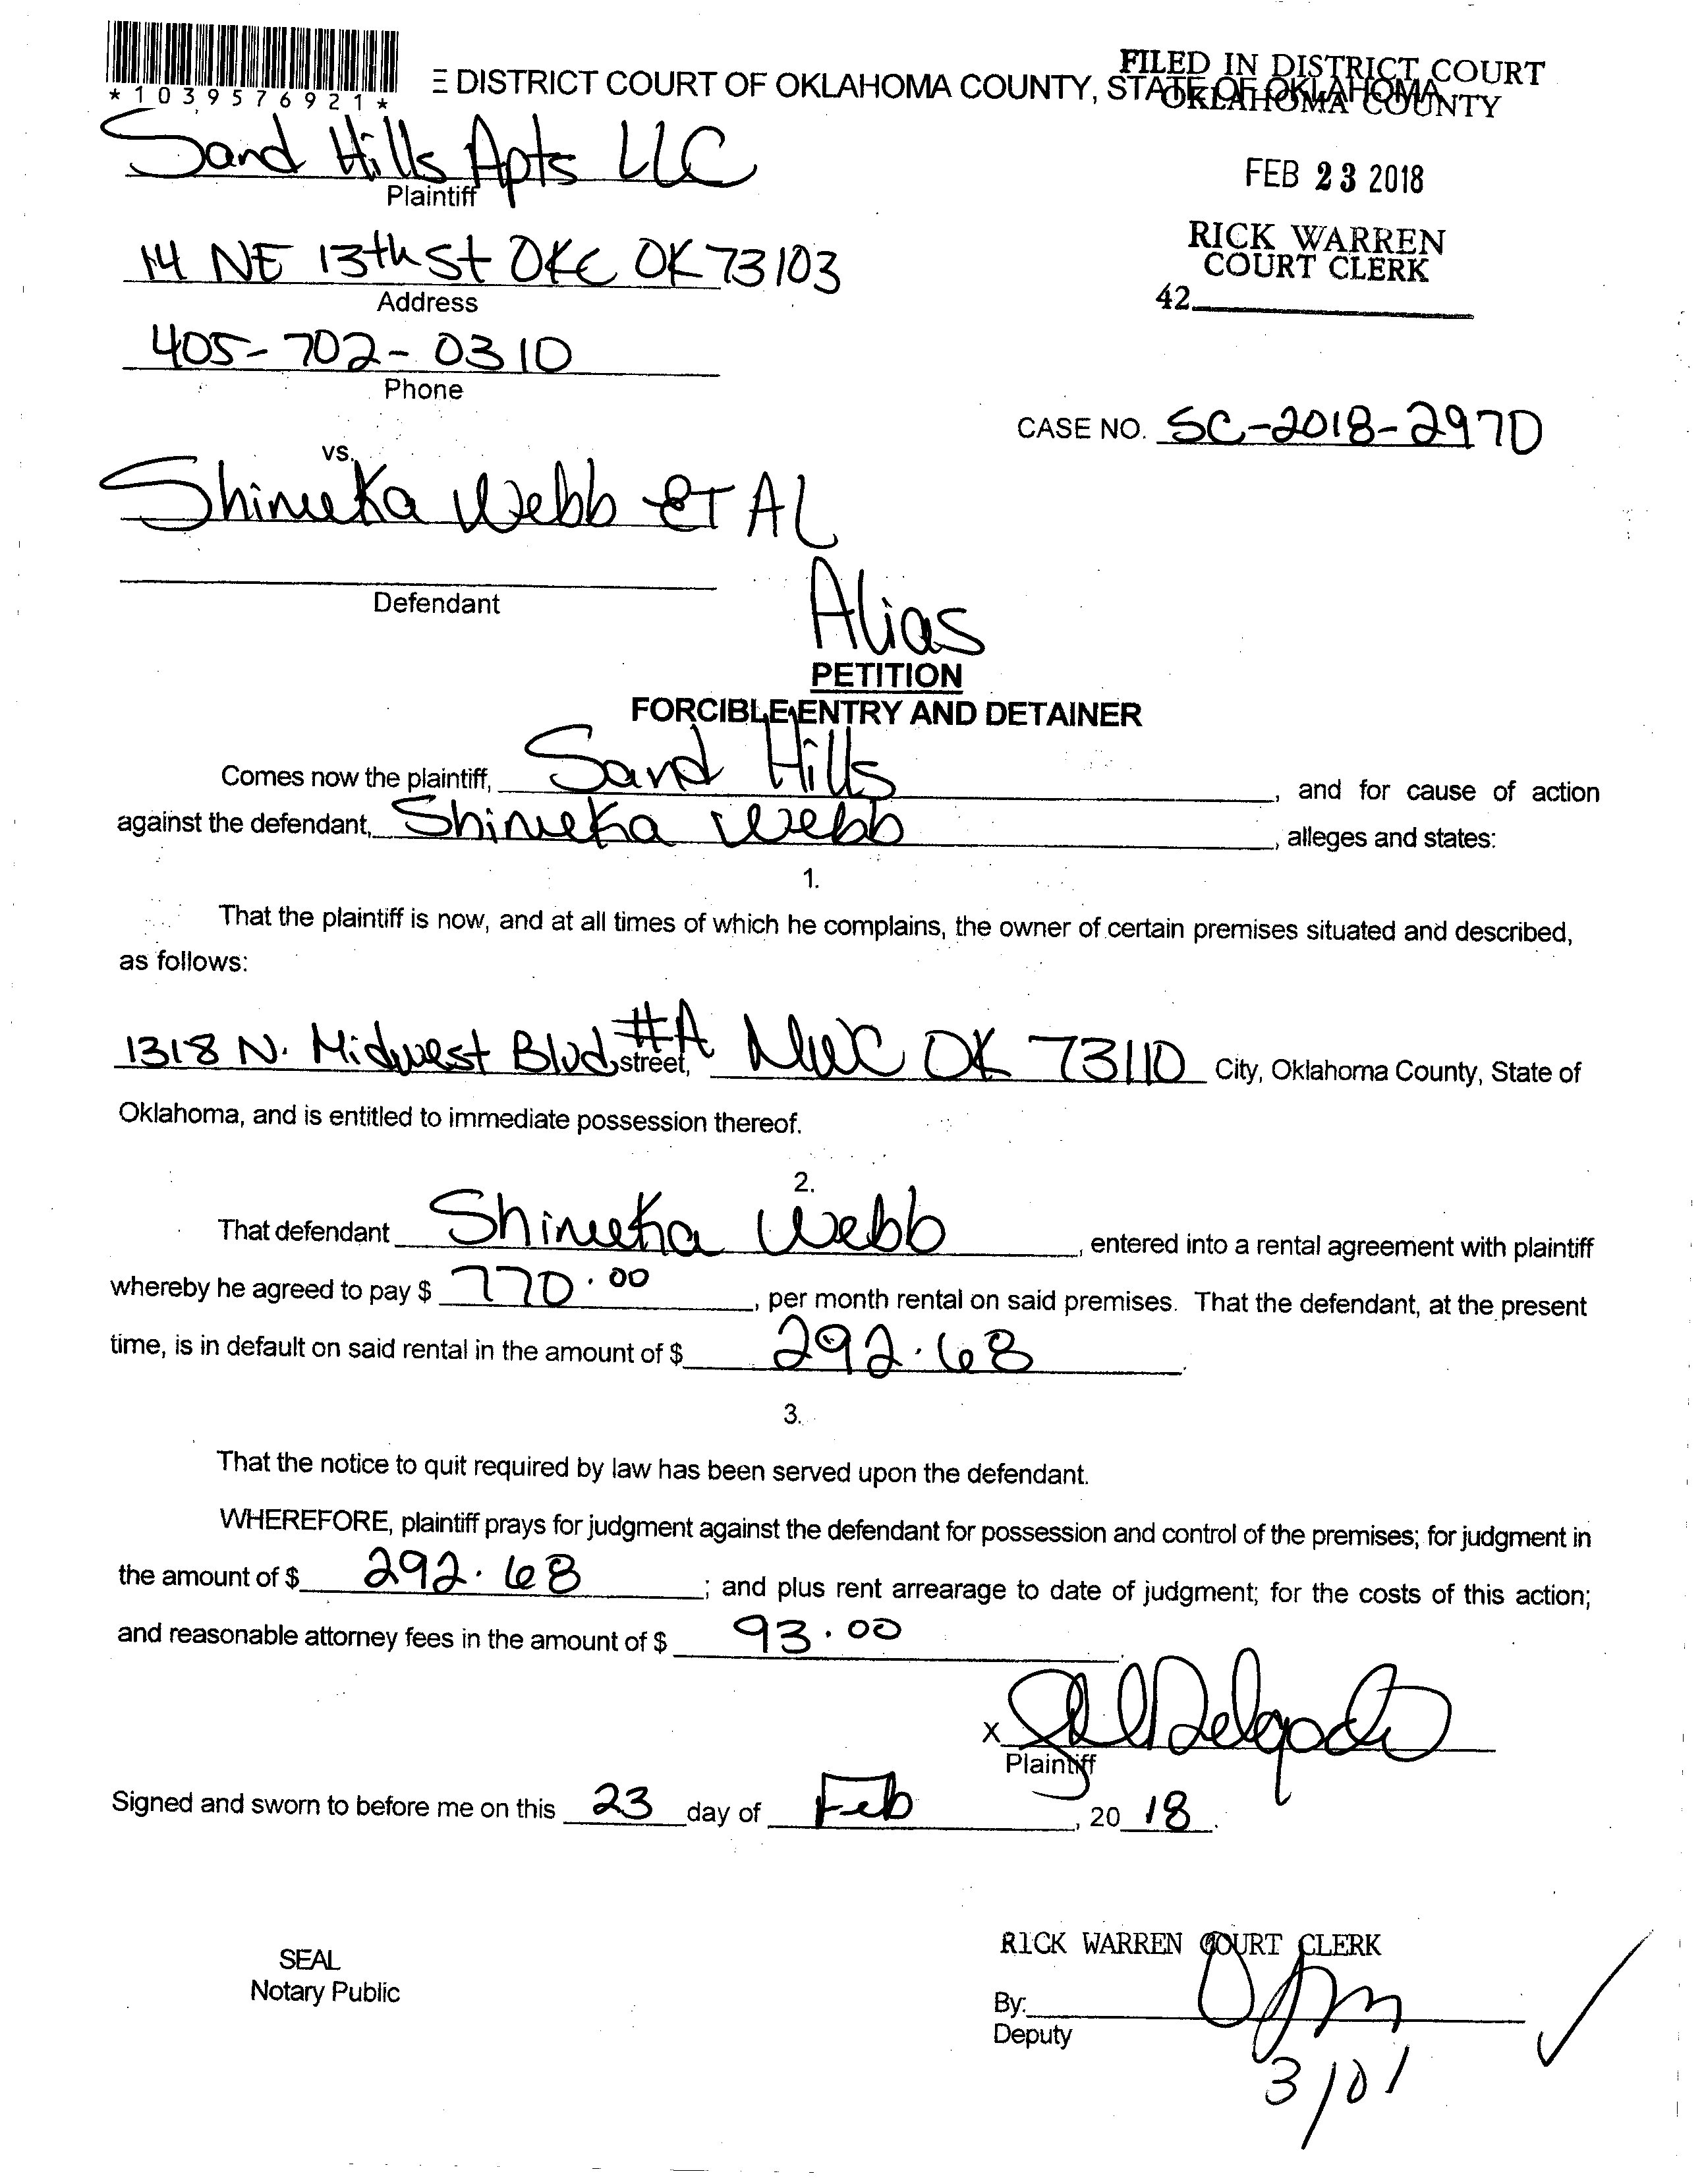 *1039576921*
E DISTRICT COURT OF OKLAHOMA COUNTY, STATE OF OKLAHOMA
FILED IN DISTRICT COURT
OKLAHOMA COUNTY
Sand Hills Apts LLC
Plaintiff
FEB 23 2018
14 NE 13th St OKC OK 73103
Address
RICK WARREN
COURT CLERK
42
405-702-0310
Phone
CASE NO. SC-2018-2970
vs.
Shimeka Webb ET AL
Defendant
Alias
PETITION
FORCIBLE ENTRY AND DETAINER
Comes now the plaintiff, Sand Hills, and for cause of action
against the defendant, Shimeka Webb, alleges and states:
1.
That the plaintiff is now, and at all times of which he complains, the owner of certain premises situated and described,
as follows:
1318 N. Midwest Blvd #A street, MWC OK 73110 City, Oklahoma County, State of
Oklahoma, and is entitled to immediate possession thereof.
2.
That defendant Shimeka Webb, entered into a rental agreement with plaintiff
whereby he agreed to pay $ 770.00, per month rental on said premises. That the defendant, at the present
time, is in default on said rental in the amount of $ 292.68.
3.
That the notice to quit required by law has been served upon the defendant.
WHEREFORE, plaintiff prays for judgment against the defendant for possession and control of the premises; for judgment in
the amount of $ 292.68; and plus rent arrearage to date of judgment; for the costs of this action;
and reasonable attorney fees in the amount of $ 93.00.
X Delgado
Plaintiff
Signed and sworn to before me on this 23 day of Feb, 20 18.
RICK WARREN COURT CLERK
SEAL
Notary Public
By:
Deputy
3/01